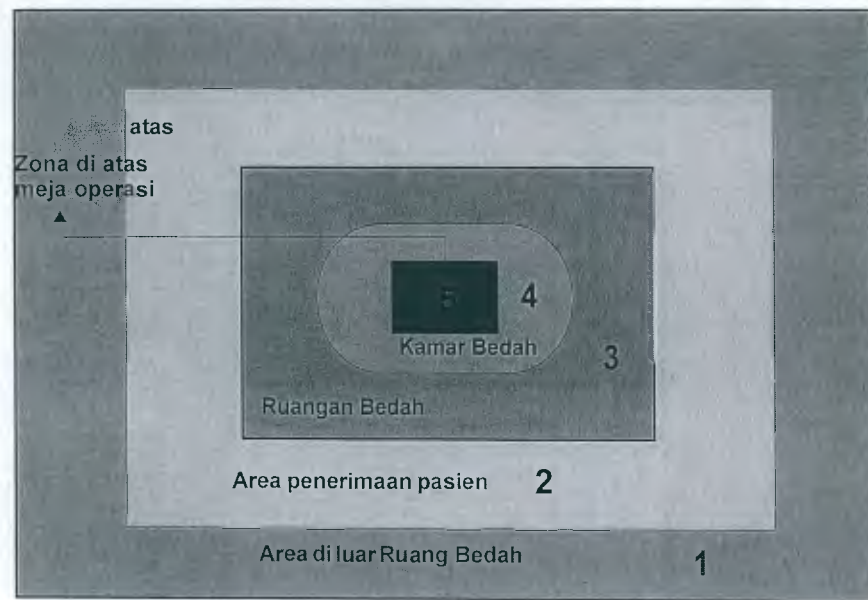 atas
Zona di atas
meja operasi
5
4
Kamar Bedah
3
Ruangan Bedah
Area penerimaan pasien 2
Area di luar Ruang Bedah 1